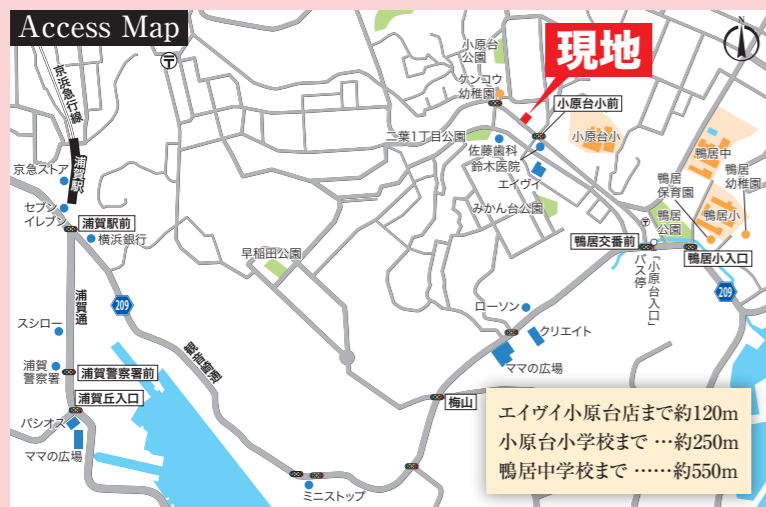 Access Map
N
小原台
公園
現地
ケンコウ
幼稚園
小原台小前
京浜急行線
二葉1丁目公園
佐藤歯科
鈴木医院
小原台小
エイヴイ
鴨居中
鴨居
幼稚園
鴨居
保育園
鴨居小
鴨居
公園
みかん台公園
京急ストア
浦賀駅
セブン
イレブン
浦賀駅前
横浜銀行
鴨居交番前
鴨居小入口
「小原台入口」
バス停
早稲田公園
209
209
浦賀通
観音崎通
スシロー
ローソン
クリエイト
ママの広場
浦賀
警察署
浦賀警察署前
浦賀丘入口
梅山
パシオス
ママの広場
ミニストップ
エイヴイ小原台店まで約120m
小原台小学校まで …約250m
鴨居中学校まで ……約550m